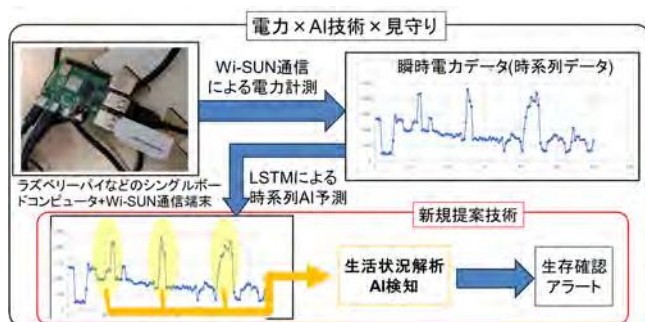 電力×AI技術×見守り
Wi-SUN通信
による電力計測
瞬時電力データ(時系列データ)
ラズベリーパイなどのシングルボー
ドコンピュータ+Wi-SUN通信端末
LSTMによる
時系列AI予測
新規提案技術
生活状況解析
AI検知
生存確認
アラート